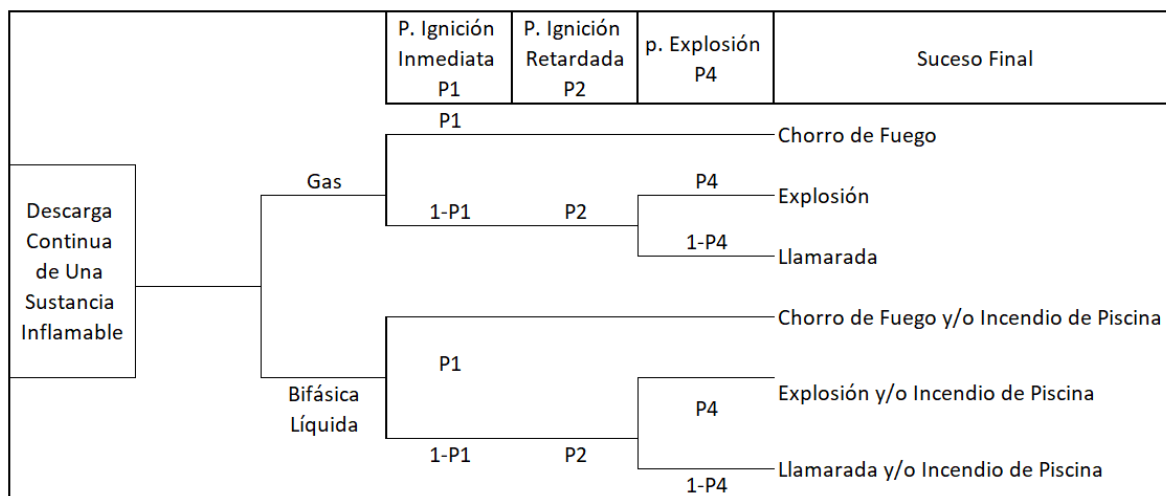 P. Ignición
Inmediata
P1
P. Ignición
Retardada
P2
p. Explosión
P4
Suceso Final
P1
Chorro de Fuego
Gas
P4
Explosión
1-P1
P2
1-P4
Llamarada
Descarga
Continua
de Una
Sustancia
Inflamable
Chorro de Fuego y/o Incendio de Piscina
P1
Bifásica
Líquida
Explosión y/o Incendio de Piscina
P4
1-P1
P2
Llamarada y/o Incendio de Piscina
1-P4